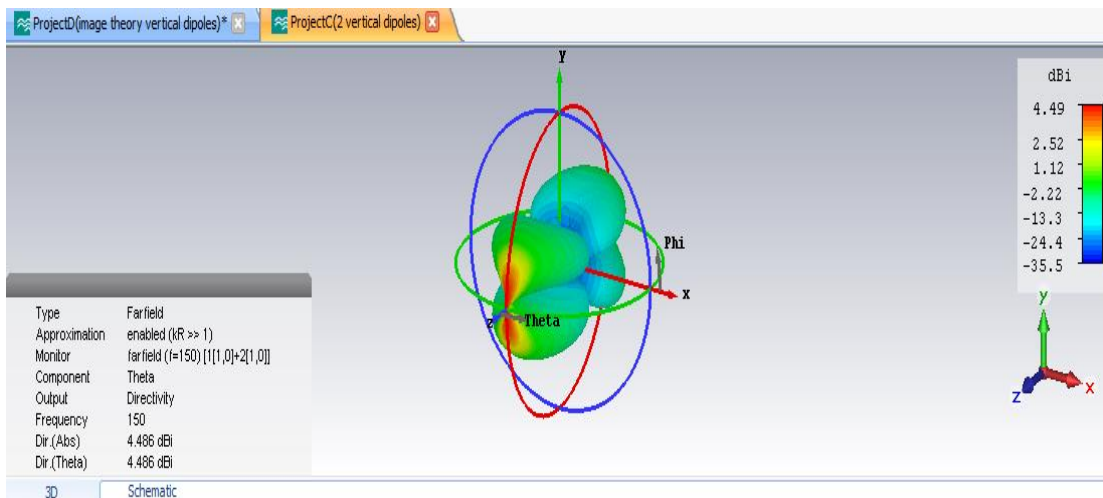 ProjectD(image theory vertical dipoles)* ProjectC(2 vertical dipoles)
y
dBi
4.49
2.52
1.12
-2.22
-13.3
-24.4
-35.5
Phi
x
z Theta
Type Farfield
Approximation enabled (kR >> 1)
Monitor farfield (f=150) [1[1,0]+2[1,0]]
Component Theta
Output Directivity
Frequency 150
Dir.(Abs) 4.486 dBi
Dir.(Theta) 4.486 dBi
y
z x
3D Schematic